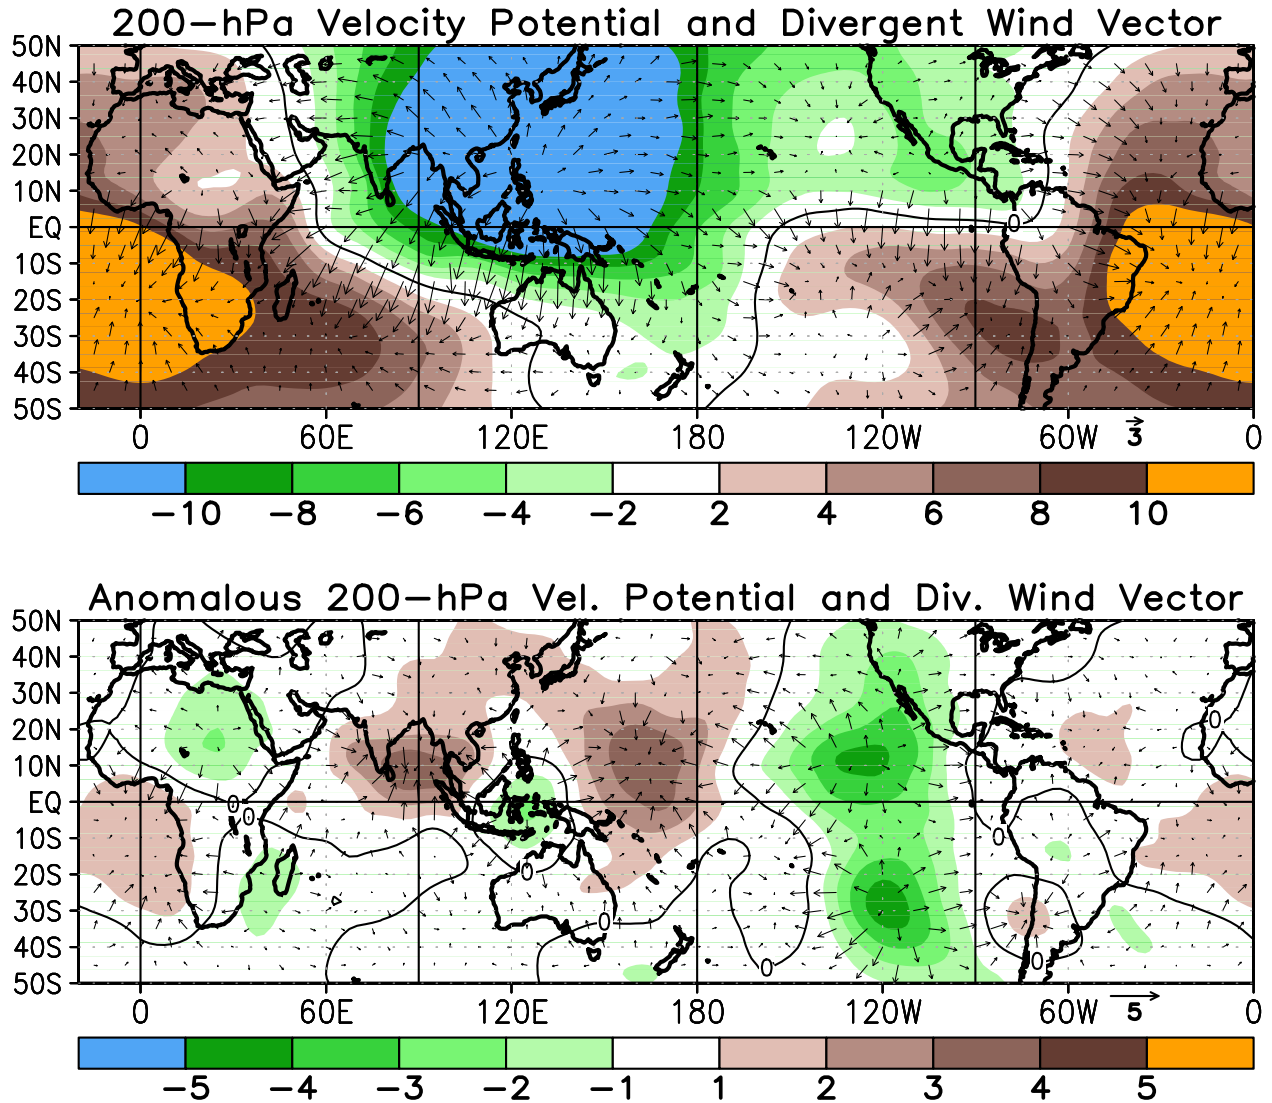 200-hPa Velocity Potential and Divergent Wind Vector
50N
40N
30N
20N
10N
EQ
10S
20S
30S
40S
50S
0
0 60E 120E 180 120W 60W 0
3
-10 -8 -6 -4 -2 2 4 6 8 10
Anomalous 200-hPa Vel. Potential and Div. Wind Vector
50N
40N
30N
20N
10N
EQ
10S
20S
30S
40S
50S
0
0
0
0
0
0
0
0
0 60E 120E 180 120W 60W 0
5
-5 -4 -3 -2 -1 1 2 3 4 5